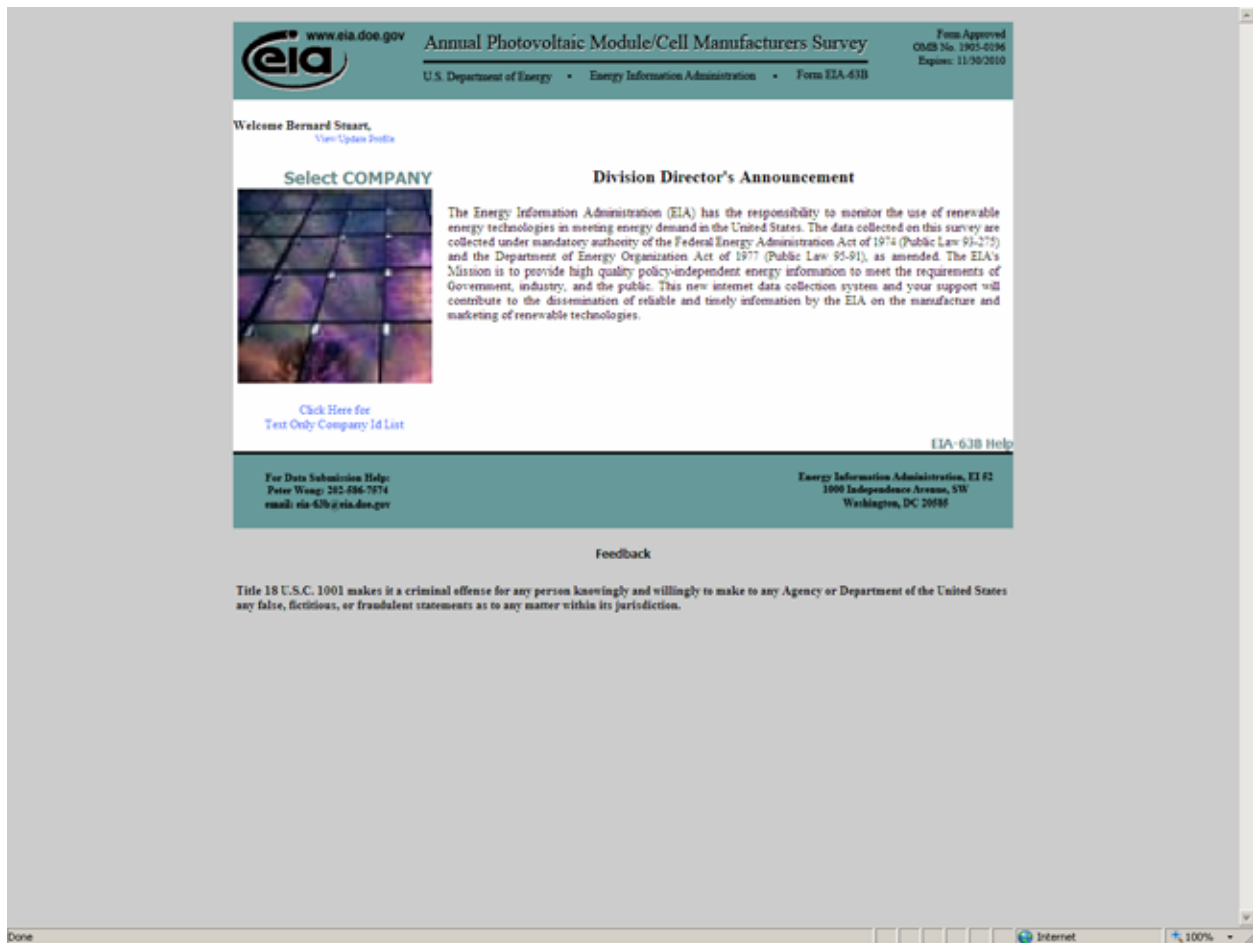 www.eia.doe.gov
eia
Annual Photovoltaic Module/Cell Manufacturers Survey
U.S. Department of Energy • Energy Information Administration • Form EIA-63B
Form Approved
OMB No. 1905-0196
Expires: 11/30/2010
Welcome Bernard Stuart,
View/Update Profile
Select COMPANY
Division Director's Announcement
The Energy Information Administration (EIA) has the responsibility to monitor the use of renewable
energy technologies in meeting energy demand in the United States. The data collected on this survey are
collected under mandatory authority of the Federal Energy Administration Act of 1974 (Public Law 93-275)
and the Department of Energy Organization Act of 1977 (Public Law 95-91), as amended. The EIA's
Mission is to provide high quality policy-independent energy information to meet the requirements of
Government, industry, and the public. This new internet data collection system and your support will
contribute to the dissemination of reliable and timely information by the EIA on the manufacture and
marketing of renewable technologies.
Click Here for
Text Only Company Id List
EIA-63B Help
For Data Submission Help:
Peter Wong: 202-586-7574
email: eia-63b@eia.doe.gov
Energy Information Administration, EI 52
1000 Independence Avenue, SW
Washington, DC 20585
Feedback
Title 18 U.S.C. 1001 makes it a criminal offense for any person knowingly and willingly to make to any Agency or Department of the United States
any false, fictitious, or fraudulent statements as to any matter within its jurisdiction.
Done
Internet
100%